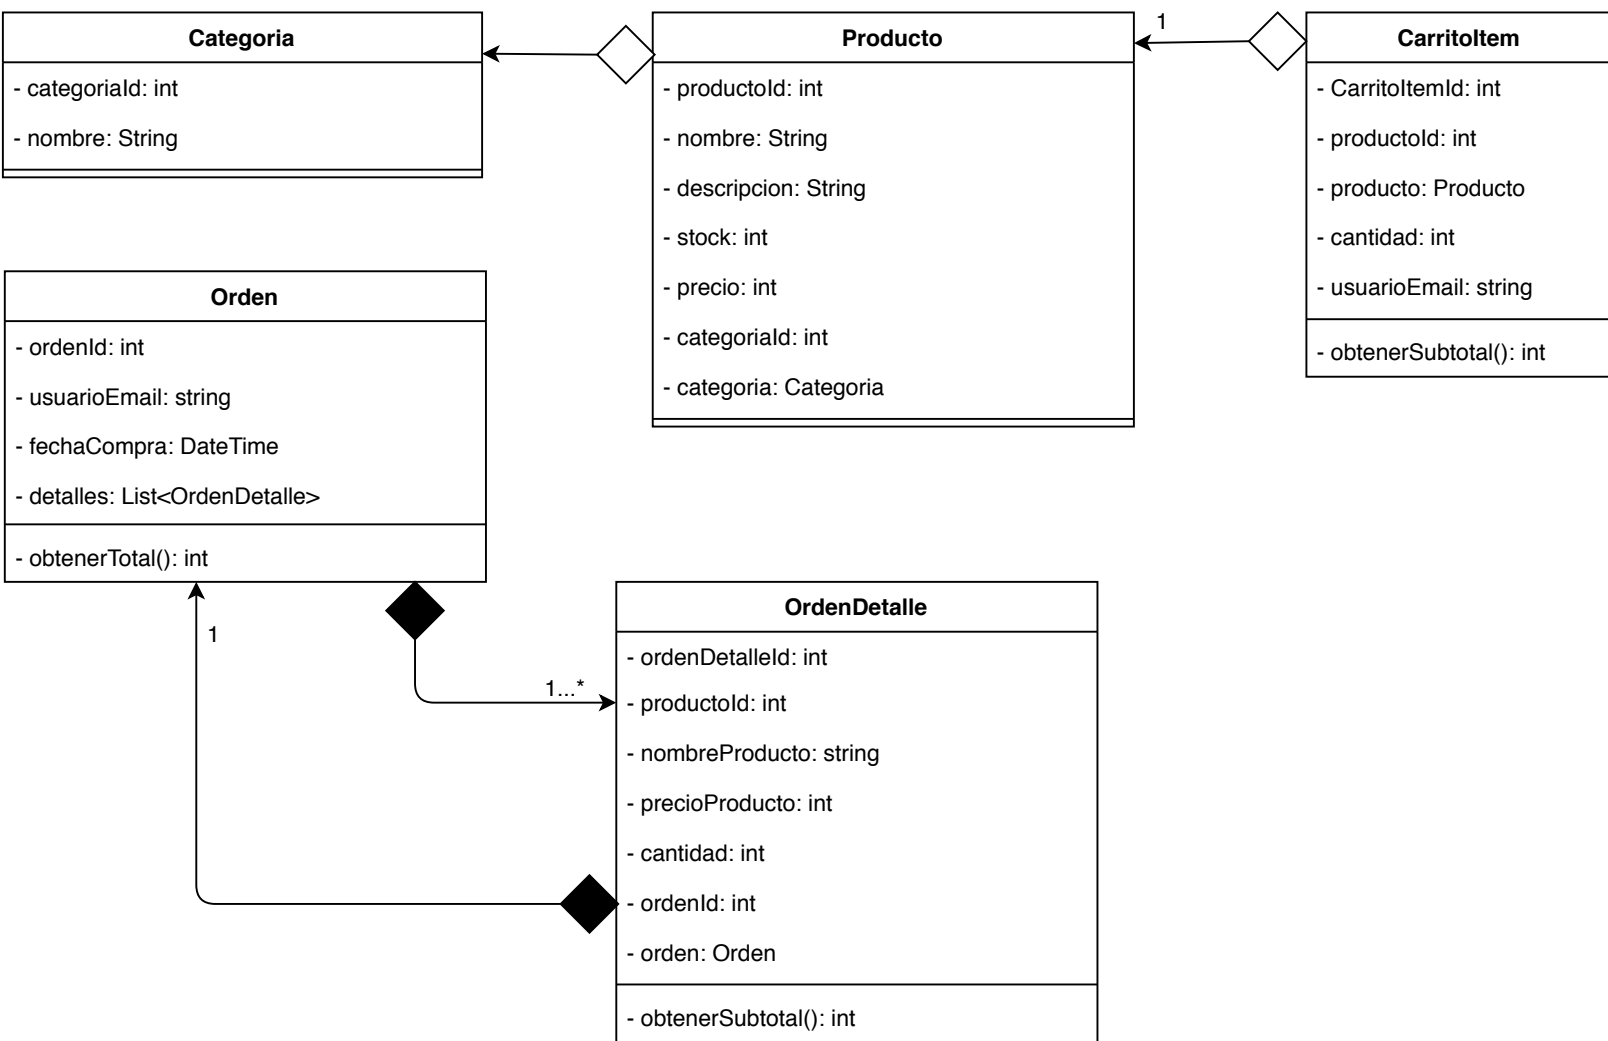 Categoria
- categoriaId: int
- nombre: String
Producto
- productoId: int
- nombre: String
- descripcion: String
- stock: int
- precio: int
- categoriaId: int
- categoria: Categoria
1
CarritoItem
- CarritoItemId: int
- productoId: int
- producto: Producto
- cantidad: int
- usuarioEmail: string
- obtenerSubtotal(): int
Orden
- ordenId: int
- usuarioEmail: string
- fechaCompra: DateTime
- detalles: List<OrdenDetalle>
- obtenerTotal(): int
1
1...*
OrdenDetalle
- ordenDetalleId: int
- productoId: int
- nombreProducto: string
- precioProducto: int
- cantidad: int
- ordenId: int
- orden: Orden
- obtenerSubtotal(): int